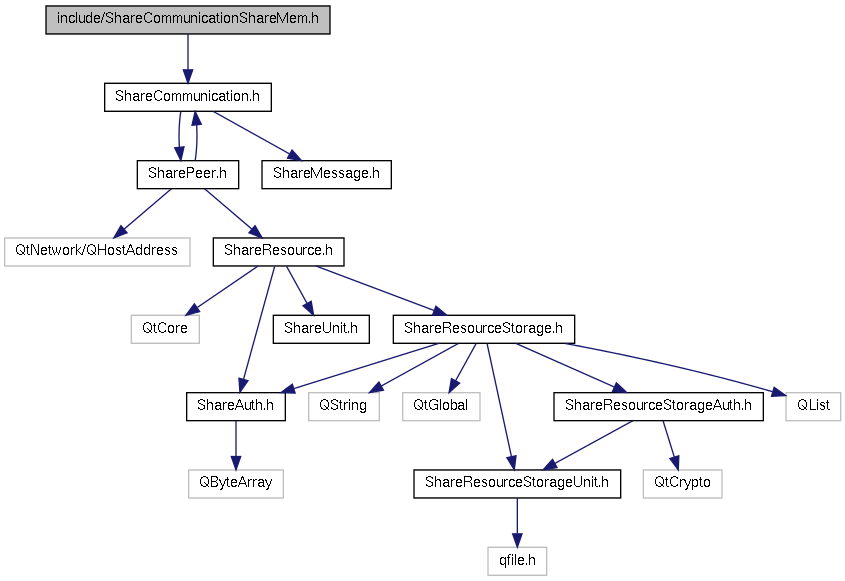 include/ShareCommunicationShareMem.h
ShareCommunication.h
SharePeer.h
ShareMessage.h
QtNetwork/QHostAddress
ShareResource.h
QtCore
ShareUnit.h
ShareResourceStorage.h
ShareAuth.h
QString
QtGlobal
ShareResourceStorageAuth.h
QList
QByteArray
ShareResourceStorageUnit.h
QtCrypto
qfile.h